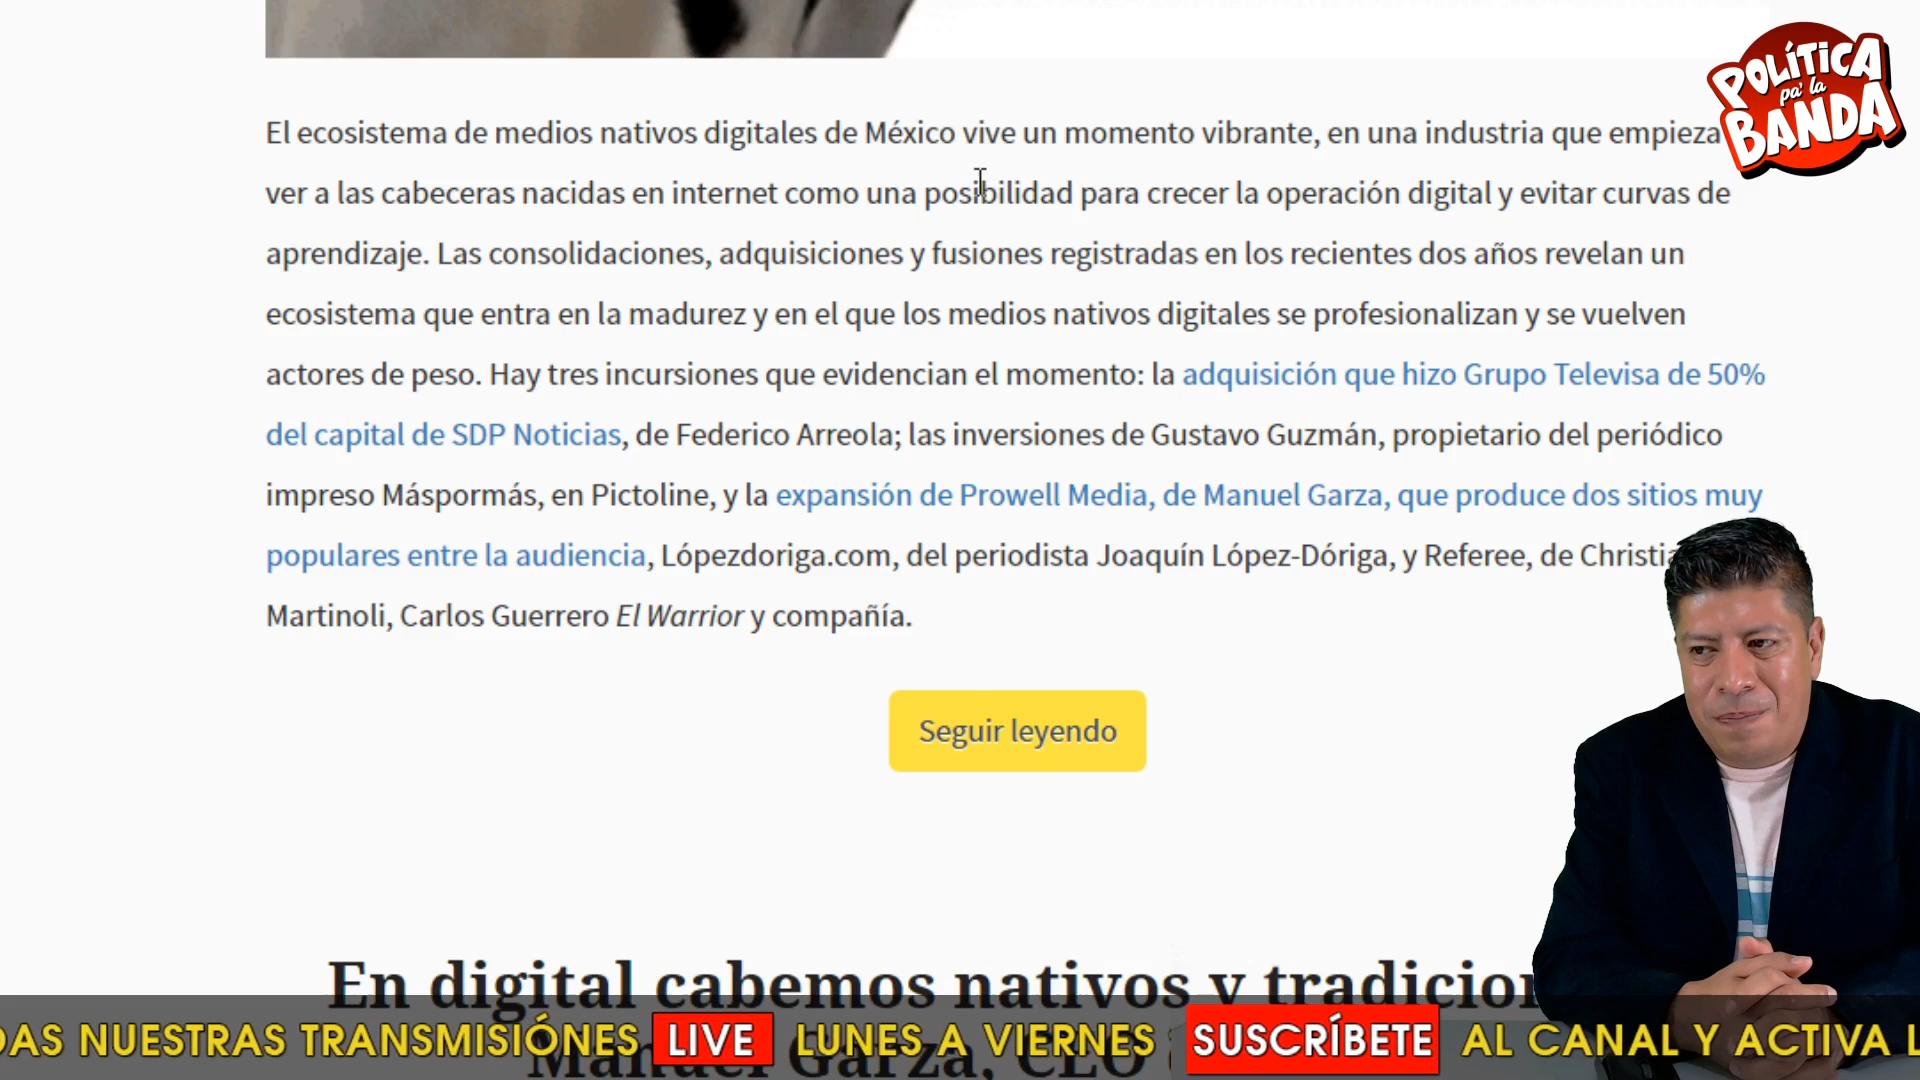 POLÍTICA
pa' la
BANDA
El ecosistema de medios nativos digitales de México vive un momento vibrante, en una industria que empieza
ver a las cabeceras nacidas en internet como una posibilidad para crecer la operación digital y evitar curvas de
aprendizaje. Las consolidaciones, adquisiciones y fusiones registradas en los recientes dos años revelan un
ecosistema que entra en la madurez y en el que los medios nativos digitales se profesionalizan y se vuelven
actores de peso. Hay tres incursiones que evidencian el momento: la adquisición que hizo Grupo Televisa de 50%
del capital de SDP Noticias, de Federico Arreola; las inversiones de Gustavo Guzmán, propietario del periódico
impreso Máspormás, en Pictoline, y la expansión de Prowell Media, de Manuel Garza, que produce dos sitios muy
populares entre la audiencia, Lópezdoriga.com, del periodista Joaquín López-Dóriga, y Referee, de Christia
Martinoli, Carlos Guerrero El Warrior y compañía.
Seguir leyendo
En digital cabemos nativos y tradicion
Manuel Garza, CEO
DAS NUESTRAS TRANSMISIÓNES LIVE LUNES A VIERNES SUSCRÍBETE AL CANAL Y ACTIVA L